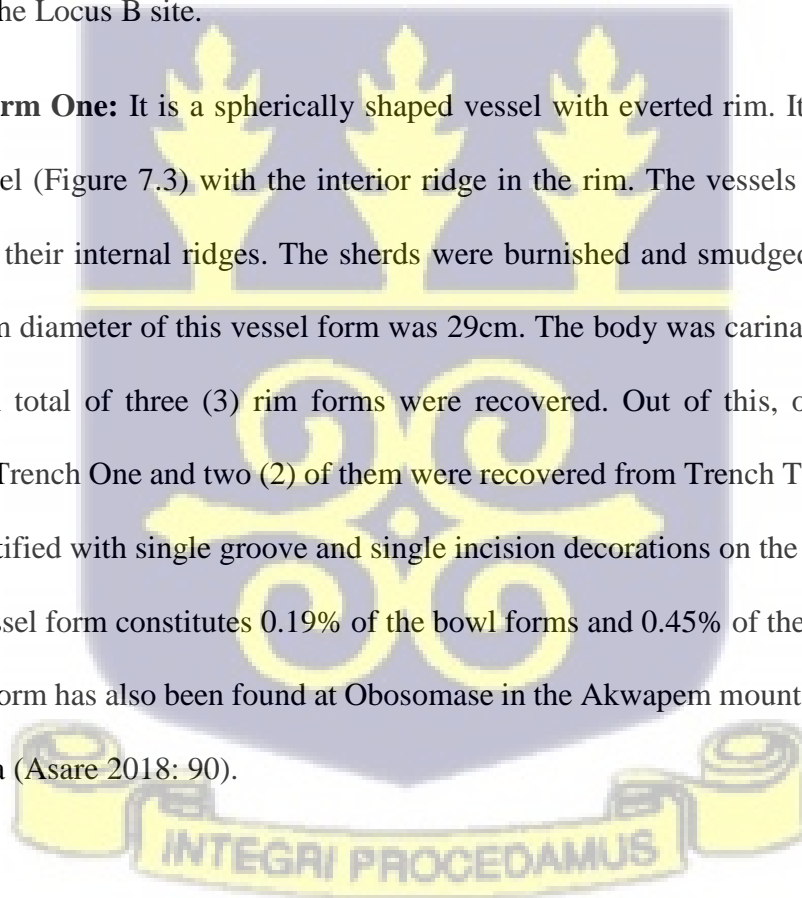 he Locus B site.
rm One: It is a spherically shaped vessel with everted rim. It
el (Figure 7.3) with the interior ridge in the rim. The vessels
their internal ridges. The sherds were burnished and smudged
n diameter of this vessel form was 29cm. The body was carina
total of three (3) rim forms were recovered. Out of this, o
Trench One and two (2) of them were recovered from Trench T
tified with single groove and single incision decorations on the
ssel form constitutes 0.19% of the bowl forms and 0.45% of the
orm has also been found at Obosomase in the Akwapem mount
a (Asare 2018: 90).
INTEGRI PROCEDAMUS